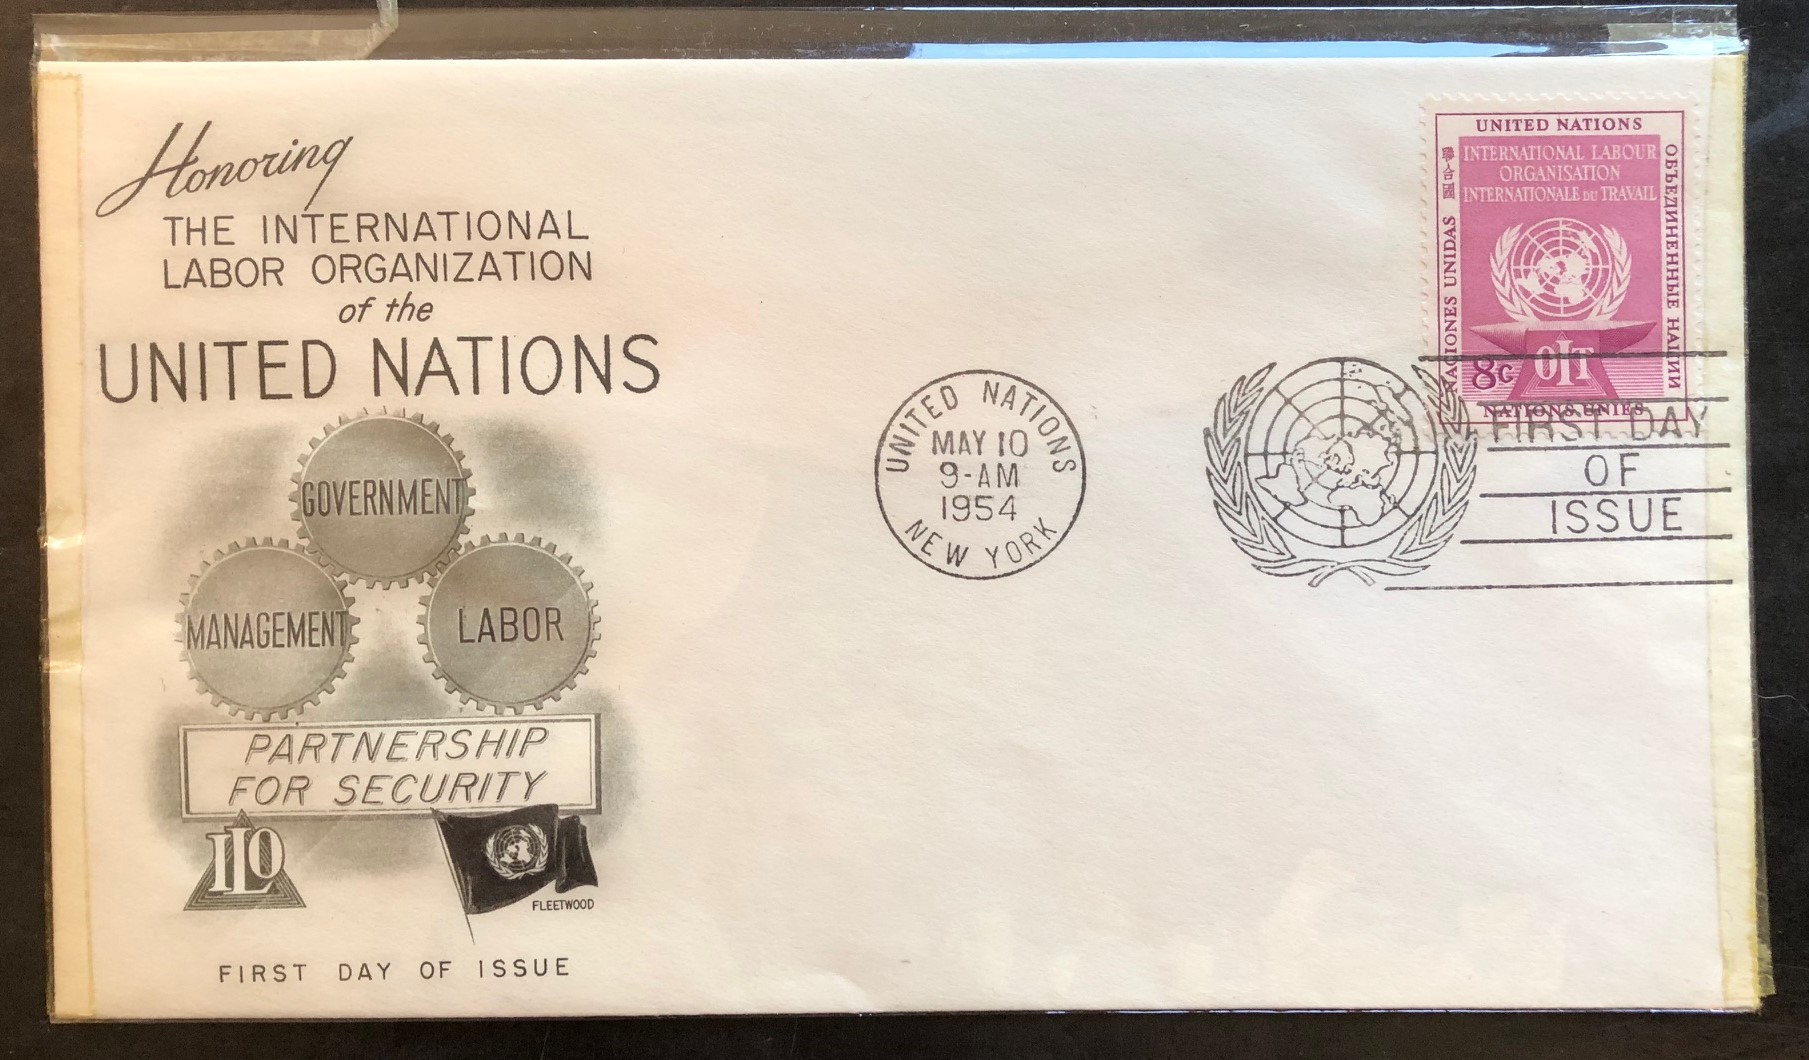 Honoring
THE INTERNATIONAL
LABOR ORGANIZATION
of the
UNITED NATIONS
GOVERNMENT
MANAGEMENT
LABOR
PARTNERSHIP
FOR SECURITY
ILO
FLEETWOOD
FIRST DAY OF ISSUE
UNITED NATIONS
MAY 10
9-AM
1954
NEW YORK
UNITED NATIONS
INTERNATIONAL LABOUR
ORGANISATION
INTERNATIONALE DU TRAVAIL
聯合國
NACIONES UNIDAS
ОБЪЕДИНЕННЫЕ НАЦИИ
8c
OIT
NATIONS UNIES
FIRST DAY
OF
ISSUE